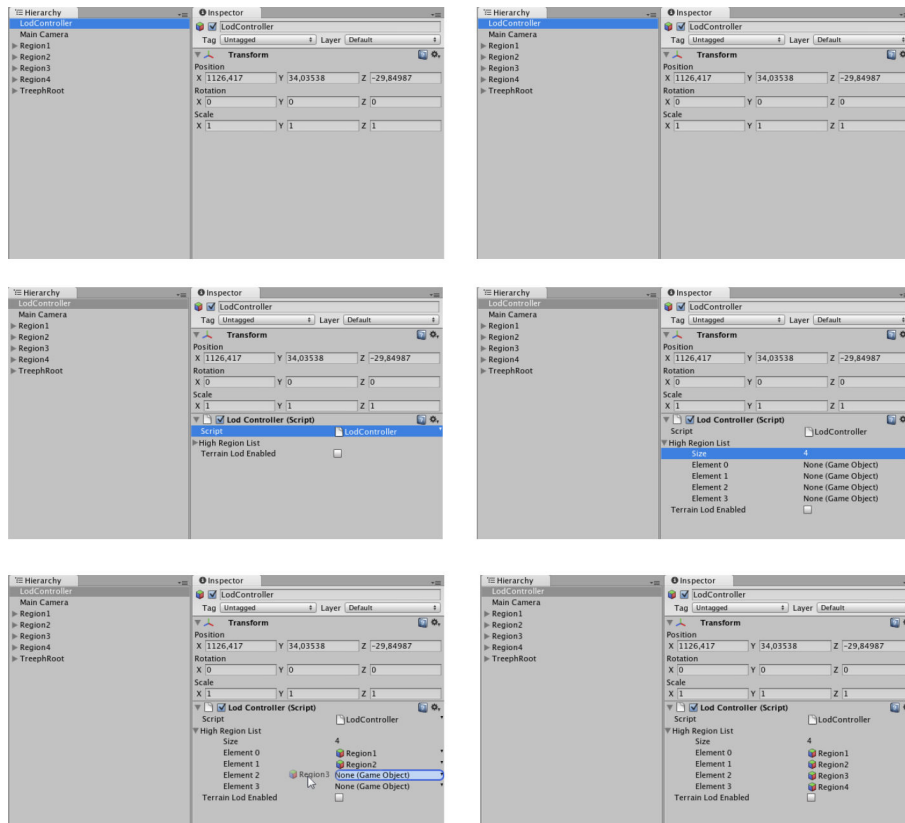 Hierarchy
LodController
Main Camera
Region1
Region2
Region3
Region4
TreephRoot
Inspector
LodController
Tag Untagged Layer Default
Transform
Position
X 1126,417 Y 34,03538 Z -29,84987
Rotation
X 0 Y 0 Z 0
Scale
X 1 Y 1 Z 1
Hierarchy
LodController
Main Camera
Region1
Region2
Region3
Region4
TreephRoot
Inspector
LodController
Tag Untagged Layer Default
Transform
Position
X 1126,417 Y 34,03538 Z -29,84987
Rotation
X 0 Y 0 Z 0
Scale
X 1 Y 1 Z 1
Hierarchy
LodController
Main Camera
Region1
Region2
Region3
Region4
TreephRoot
Inspector
LodController
Tag Untagged Layer Default
Transform
Position
X 1126,417 Y 34,03538 Z -29,84987
Rotation
X 0 Y 0 Z 0
Scale
X 1 Y 1 Z 1
Lod Controller (Script)
Script LodController
High Region List
Terrain Lod Enabled
Hierarchy
LodController
Main Camera
Region1
Region2
Region3
Region4
TreephRoot
Inspector
LodController
Tag Untagged Layer Default
Transform
Position
X 1126,417 Y 34,03538 Z -29,84987
Rotation
X 0 Y 0 Z 0
Scale
X 1 Y 1 Z 1
Lod Controller (Script)
Script LodController
High Region List
Size 4
Element 0 None (Game Object)
Element 1 None (Game Object)
Element 2 None (Game Object)
Element 3 None (Game Object)
Terrain Lod Enabled
Hierarchy
LodController
Main Camera
Region1
Region2
Region3
Region4
TreephRoot
Inspector
LodController
Tag Untagged Layer Default
Transform
Position
X 1126,417 Y 34,03538 Z -29,84987
Rotation
X 0 Y 0 Z 0
Scale
X 1 Y 1 Z 1
Lod Controller (Script)
Script LodController
High Region List
Size 4
Element 0 Region1
Element 1 Region2
Element 2 Region3 None (Game Object)
Element 3 None (Game Object)
Terrain Lod Enabled
Hierarchy
LodController
Main Camera
Region1
Region2
Region3
Region4
TreephRoot
Inspector
LodController
Tag Untagged Layer Default
Transform
Position
X 1126,417 Y 34,03538 Z -29,84987
Rotation
X 0 Y 0 Z 0
Scale
X 1 Y 1 Z 1
Lod Controller (Script)
Script LodController
High Region List
Size 4
Element 0 Region1
Element 1 Region2
Element 2 Region3
Element 3 Region4
Terrain Lod Enabled